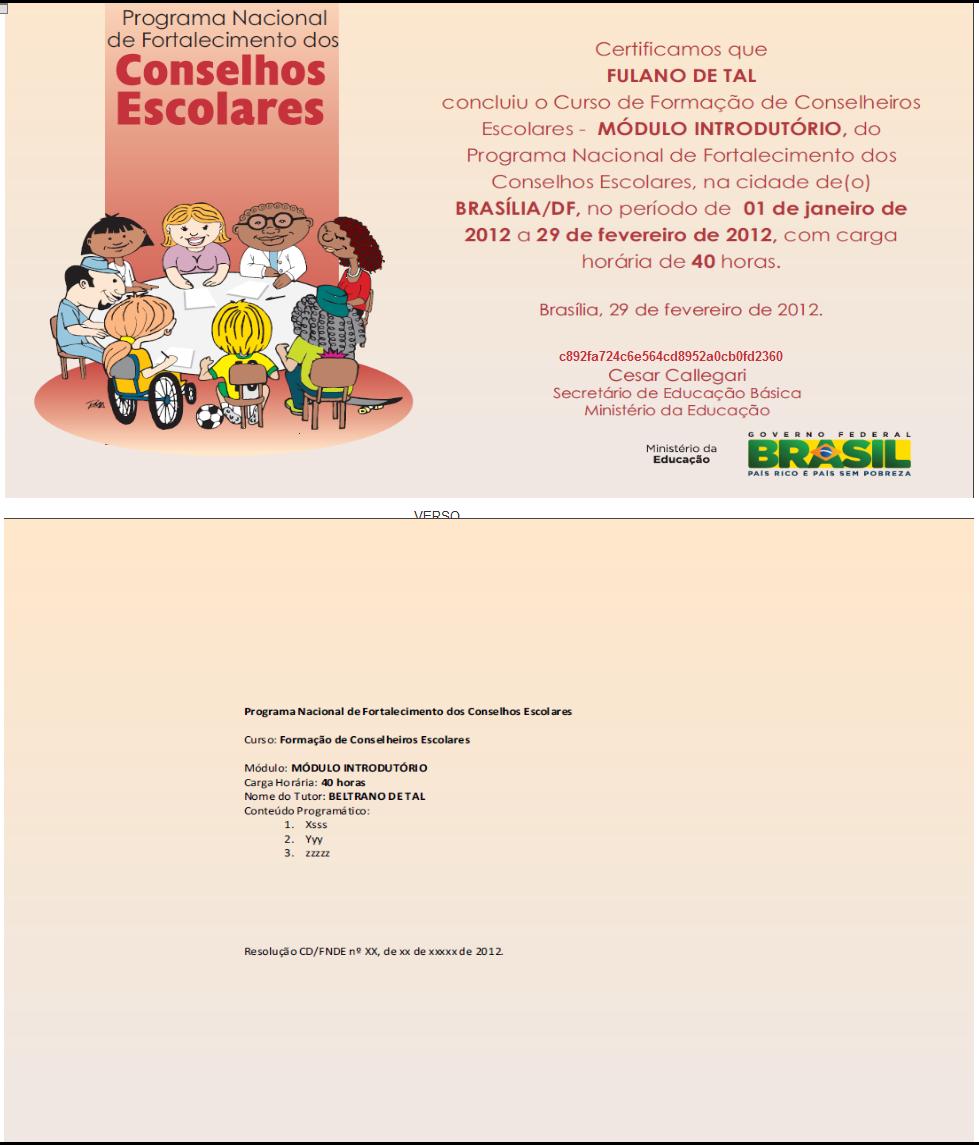 Programa Nacional
de Fortalecimento dos
Conselhos
Escolares
Certificamos que
FULANO DE TAL
concluiu o Curso de Formação de Conselheiros
Escolares - MÓDULO INTRODUTÓRIO, do
Programa Nacional de Fortalecimento dos
Conselhos Escolares, na cidade de(o)
BRASÍLIA/DF, no período de 01 de janeiro de
2012 a 29 de fevereiro de 2012, com carga
horária de 40 horas.
Brasília, 29 de fevereiro de 2012.
c892fa724c6e564cd8952a0cb0fd2360
Cesar Callegari
Secretário de Educação Básica
Ministério da Educação
Ministério da
Educação
GOVERNO FEDERAL
BRASIL
PAÍS RICO É PAÍS SEM POBREZA
VERSO
Programa Nacional de Fortalecimento dos Conselhos Escolares
Curso: Formação de Conselheiros Escolares
Módulo: MÓDULO INTRODUTÓRIO
Carga Horária: 40 horas
Nome do Tutor: BELTRANO DE TAL
Conteúdo Programático:
1. Xsss
2. Yyy
3. zzzzz
Resolução CD/FNDE nº XX, de xx de xxxxx de 2012.